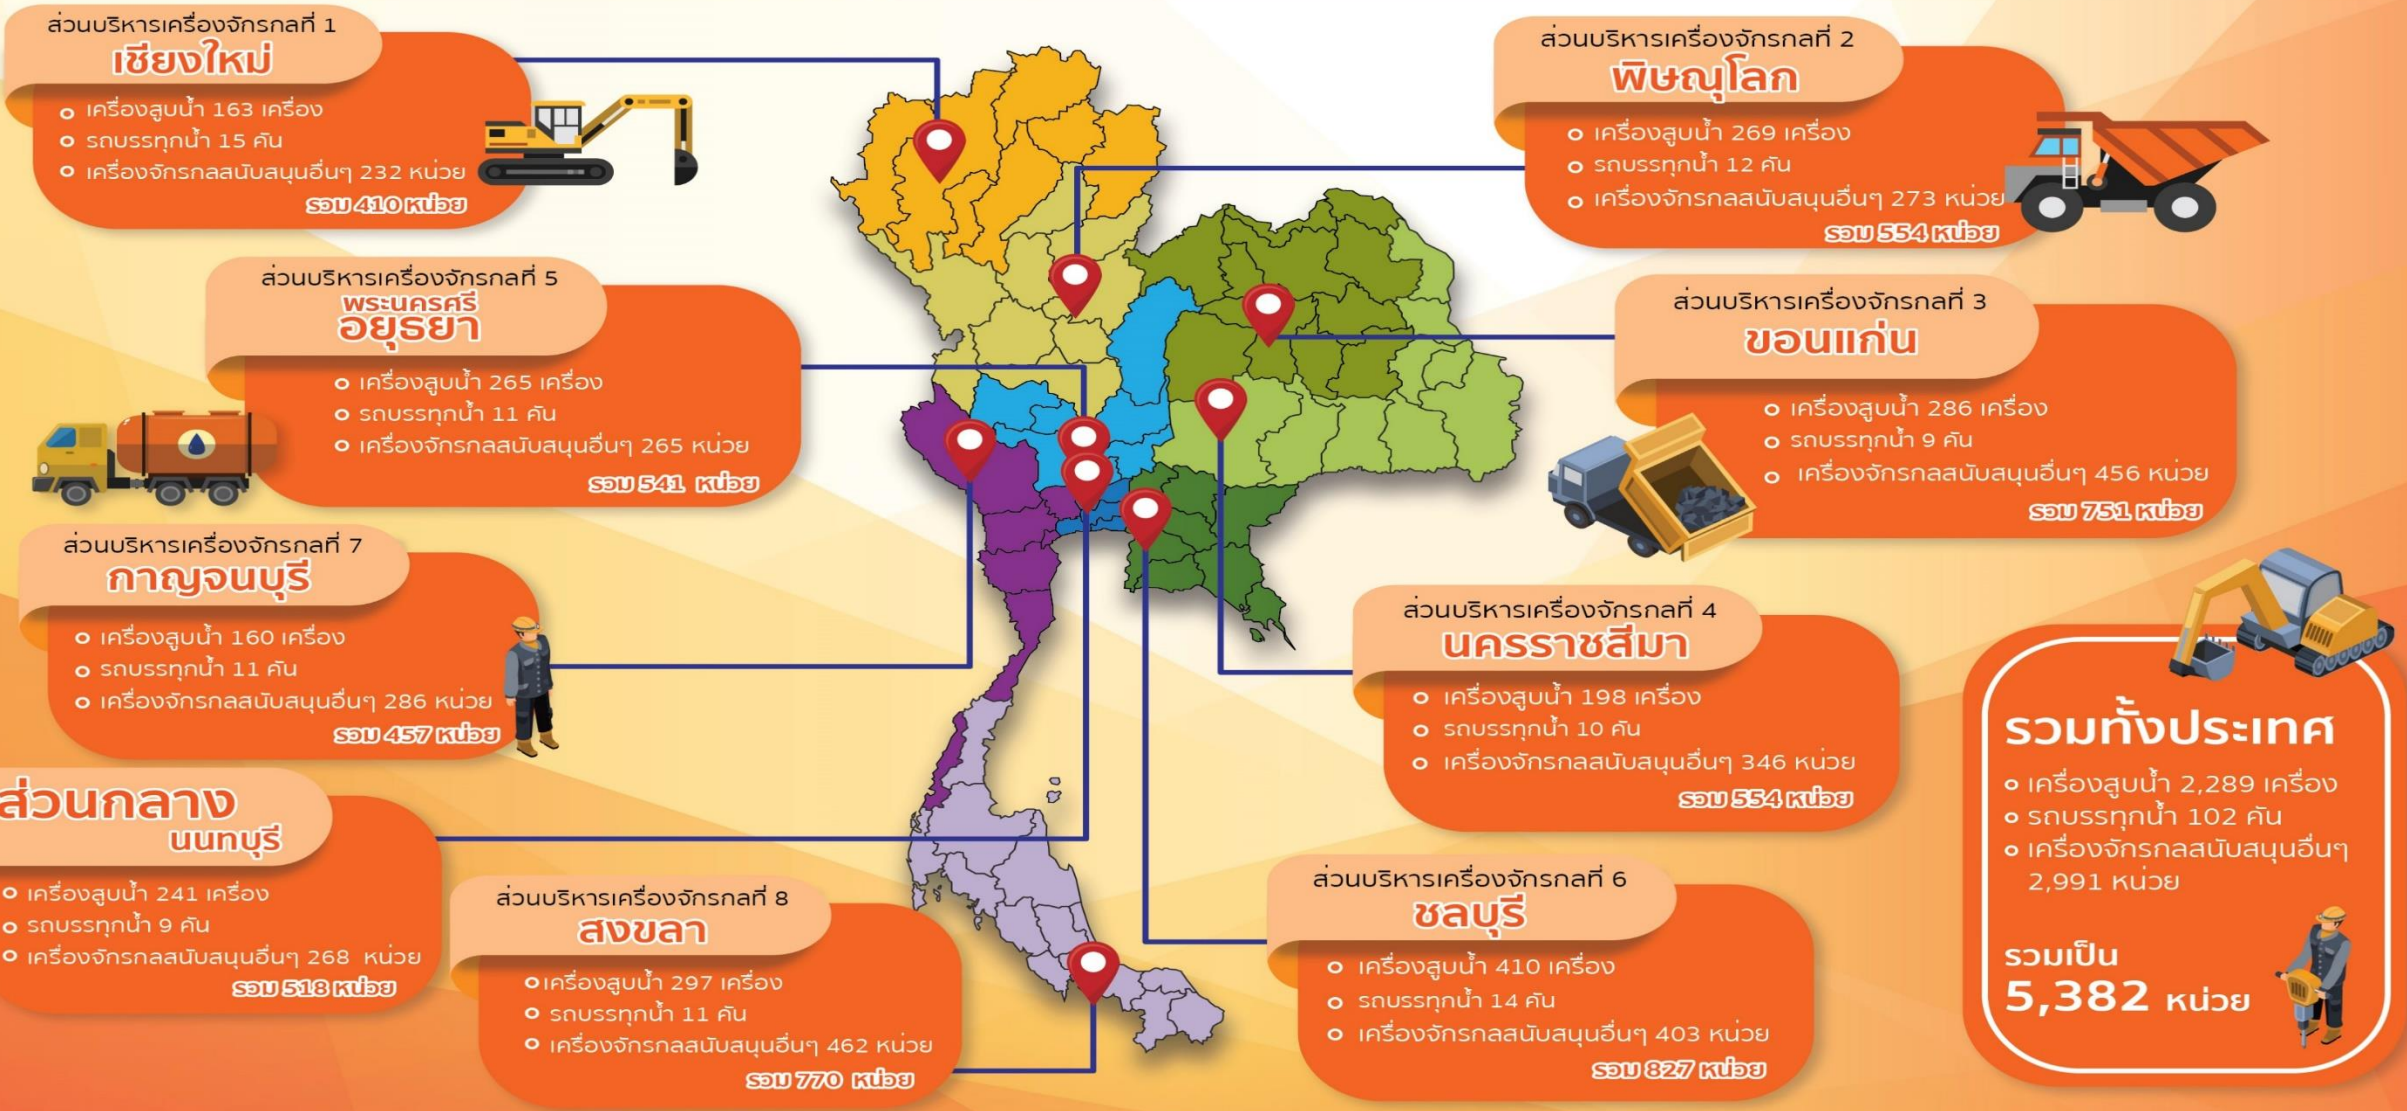 ส่วนบริหารเครื่องจักรกลที่ 1
เชียงใหม่
เครื่องสูบน้ำ 163 เครื่อง
รถบรรทุกน้ำ 15 คัน
เครื่องจักรกลสนับสนุนอื่นๆ 232 หน่วย
รวม 410 หน่วย
ส่วนบริหารเครื่องจักรกลที่ 2
พิษณุโลก
เครื่องสูบน้ำ 269 เครื่อง
รถบรรทุกน้ำ 12 คัน
เครื่องจักรกลสนับสนุนอื่นๆ 273 หน่วย
รวม 554 หน่วย
ส่วนบริหารเครื่องจักรกลที่ 5
พระนครศรี
อยุธยา
เครื่องสูบน้ำ 265 เครื่อง
รถบรรทุกน้ำ 11 คัน
เครื่องจักรกลสนับสนุนอื่นๆ 265 หน่วย
รวม 541 หน่วย
ส่วนบริหารเครื่องจักรกลที่ 3
ขอนแก่น
เครื่องสูบน้ำ 286 เครื่อง
รถบรรทุกน้ำ 9 คัน
เครื่องจักรกลสนับสนุนอื่นๆ 456 หน่วย
รวม 751 หน่วย
ส่วนบริหารเครื่องจักรกลที่ 7
กาญจนบุรี
เครื่องสูบน้ำ 160 เครื่อง
รถบรรทุกน้ำ 11 คัน
เครื่องจักรกลสนับสนุนอื่นๆ 286 หน่วย
รวม 457 หน่วย
ส่วนบริหารเครื่องจักรกลที่ 4
นครราชสีมา
เครื่องสูบน้ำ 198 เครื่อง
รถบรรทุกน้ำ 10 คัน
เครื่องจักรกลสนับสนุนอื่นๆ 346 หน่วย
รวม 554 หน่วย
ส่วนกลาง
นนทบุรี
เครื่องสูบน้ำ 241 เครื่อง
รถบรรทุกน้ำ 9 คัน
เครื่องจักรกลสนับสนุนอื่นๆ 268 หน่วย
รวม 518 หน่วย
ส่วนบริหารเครื่องจักรกลที่ 8
สงขลา
เครื่องสูบน้ำ 297 เครื่อง
รถบรรทุกน้ำ 11 คัน
เครื่องจักรกลสนับสนุนอื่นๆ 462 หน่วย
รวม 770 หน่วย
ส่วนบริหารเครื่องจักรกลที่ 6
ชลบุรี
เครื่องสูบน้ำ 410 เครื่อง
รถบรรทุกน้ำ 14 คัน
เครื่องจักรกลสนับสนุนอื่นๆ 403 หน่วย
รวม 827 หน่วย
รวมทั้งประเทศ
เครื่องสูบน้ำ 2,289 เครื่อง
รถบรรทุกน้ำ 102 คัน
เครื่องจักรกลสนับสนุนอื่นๆ
2,991 หน่วย
รวมเป็น
5,382 หน่วย